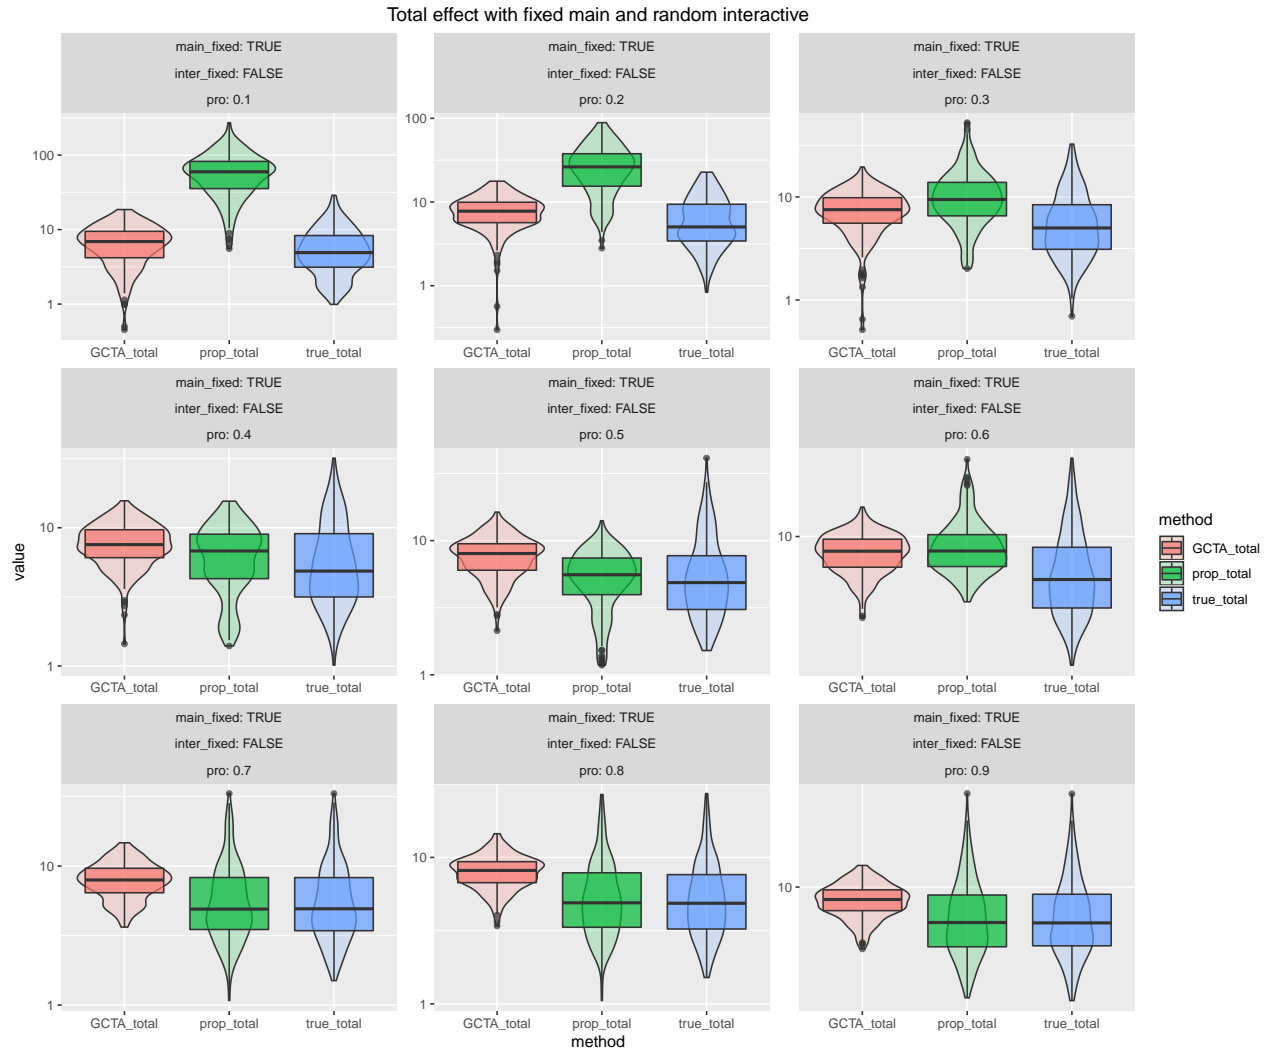 Total effect with fixed main and random interactive
main_fixed: TRUE
inter_fixed: FALSE
pro: 0.1
main_fixed: TRUE
inter_fixed: FALSE
pro: 0.2
main_fixed: TRUE
inter_fixed: FALSE
pro: 0.3
100
10
1
GCTA_total prop_total true_total
100
10
1
GCTA_total prop_total true_total
10
1
GCTA_total prop_total true_total
main_fixed: TRUE
inter_fixed: FALSE
pro: 0.4
main_fixed: TRUE
inter_fixed: FALSE
pro: 0.5
main_fixed: TRUE
inter_fixed: FALSE
pro: 0.6
10
1
GCTA_total prop_total true_total
10
1
GCTA_total prop_total true_total
10
GCTA_total prop_total true_total
main_fixed: TRUE
inter_fixed: FALSE
pro: 0.7
main_fixed: TRUE
inter_fixed: FALSE
pro: 0.8
main_fixed: TRUE
inter_fixed: FALSE
pro: 0.9
10
1
GCTA_total prop_total true_total
10
1
GCTA_total prop_total true_total
10
GCTA_total prop_total true_total
value
method
method
GCTA_total
prop_total
true_total